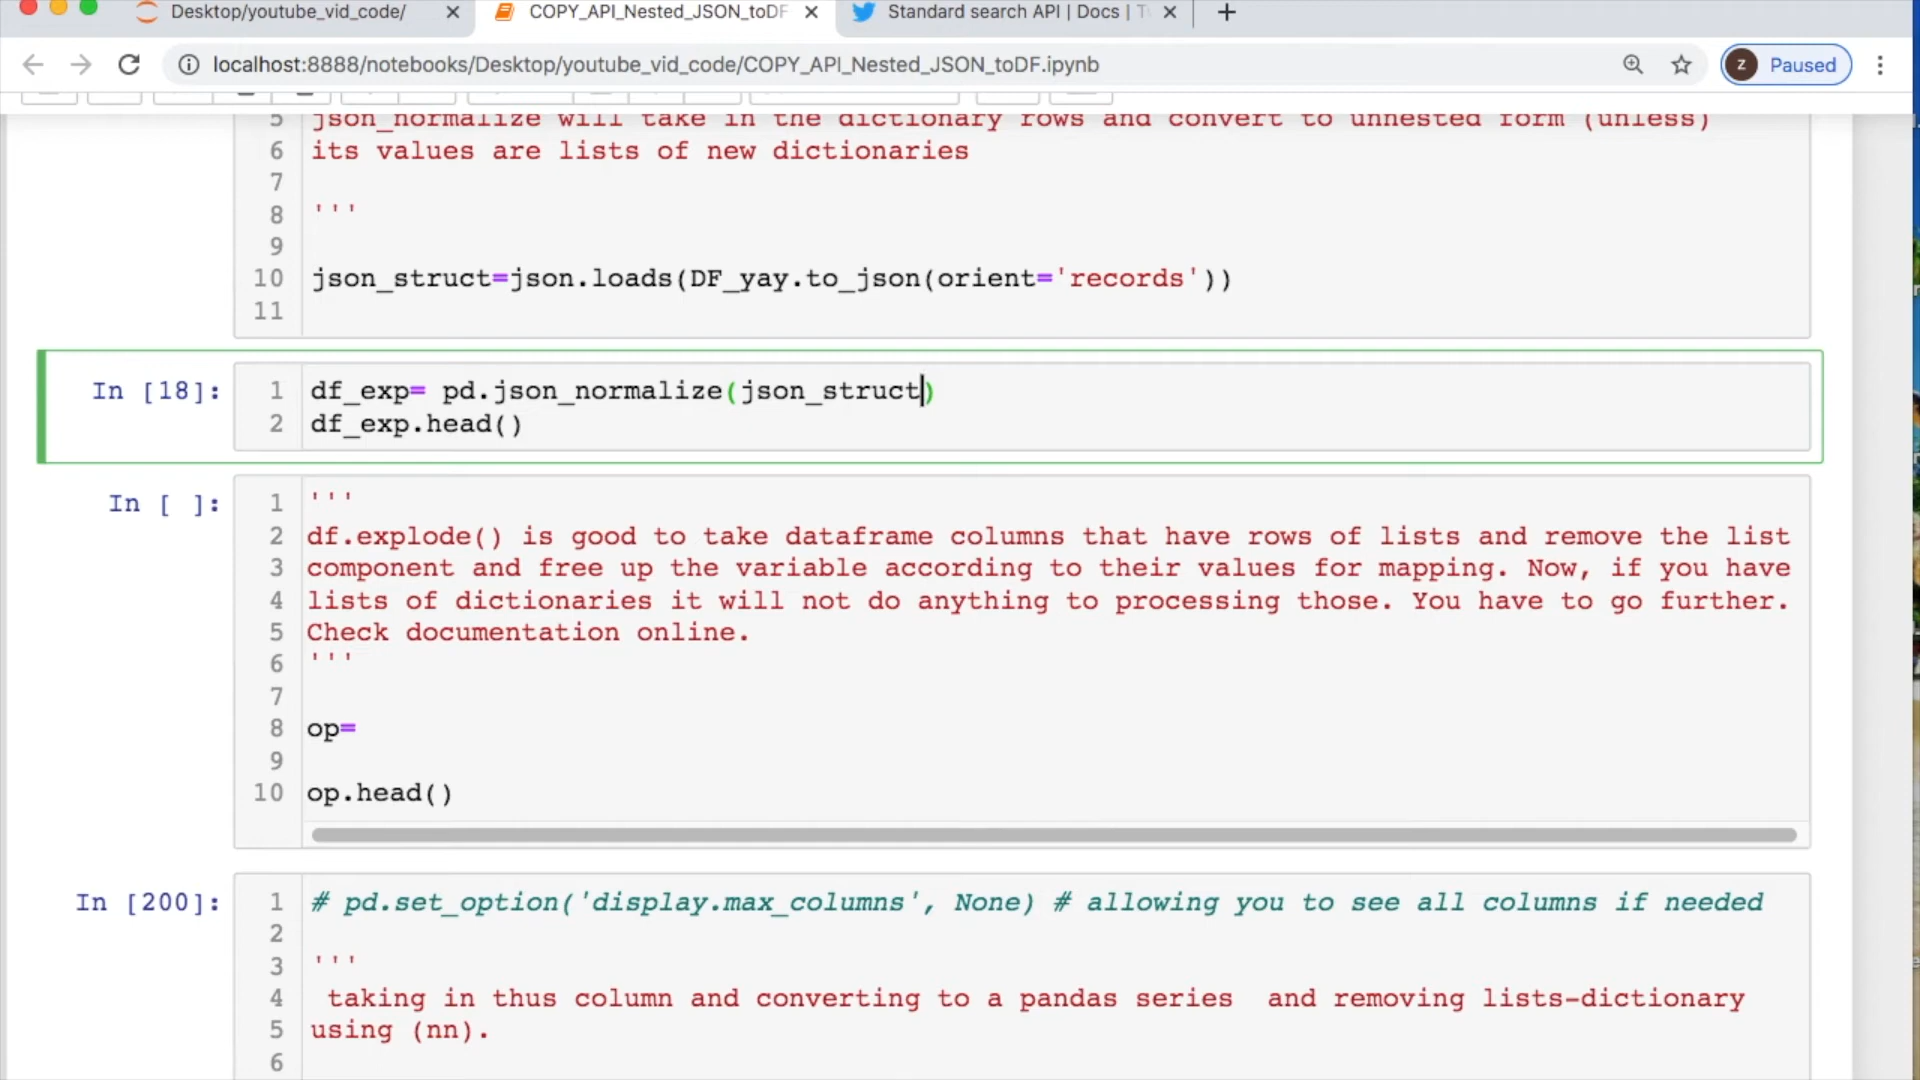 Desktop/youtube_vid_code/
COPY_API_Nested_JSON_toDF
Standard search API | Docs |
localhost:8888/notebooks/Desktop/youtube_vid_code/COPY_API_Nested_JSON_toDF.ipynb
z Paused
5 json_normalize will take in the dictionary rows and convert to unnested form (unless)
6 its values are lists of new dictionaries
7
8 '''
9
10 json_struct=json.loads(DF_yay.to_json(orient='records'))
11
In [18]: 1 df_exp= pd.json_normalize(json_struct)
2 df_exp.head()
In [ ]: 1 '''
2 df.explode() is good to take dataframe columns that have rows of lists and remove the list
3 component and free up the variable according to their values for mapping. Now, if you have
4 lists of dictionaries it will not do anything to processing those. You have to go further.
5 Check documentation online.
6 '''
7
8 op=
9
10 op.head()
In [200]: 1 # pd.set_option('display.max_columns', None) # allowing you to see all columns if needed
2
3 '''
4 taking in thus column and converting to a pandas series  and removing lists-dictionary
5 using (nn).
6